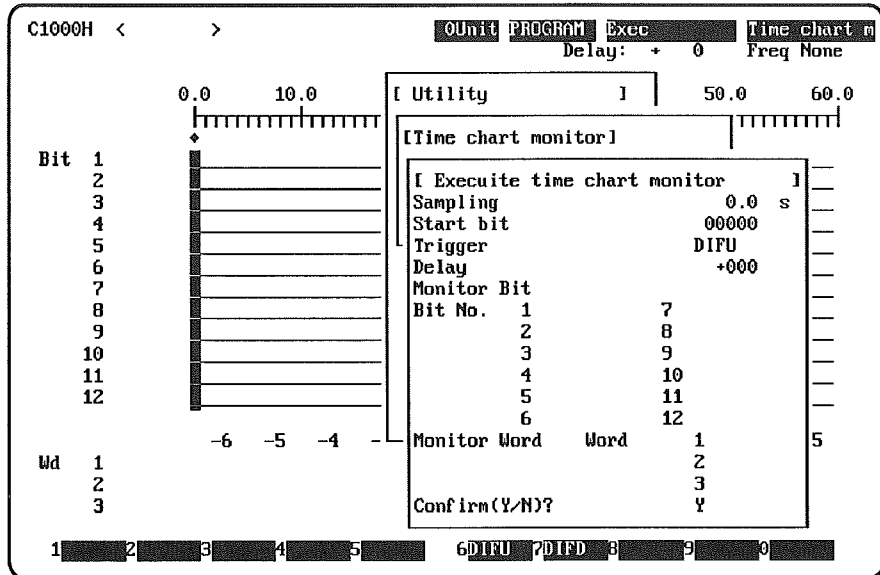 C1000H < > 0Unit PROGRAM Exec Time chart m
Delay: + 0 Freq None
0.0 10.0 [ Utility ] 50.0 60.0
[Time chart monitor]
Bit 1
2 [ Execuite time chart monitor ]
3 Sampling 0.0 s
4 Start bit 00000
5 Trigger DIFU
6 Delay +000
7 Monitor Bit
8 Bit No. 1 7
9 2 8
10 3 9
11 4 10
12 5 11
6 12
-6 -5 -4 - Monitor Word Word 1 5
Wd 1
2 2
3 3
Confirm(Y/N)? Y
1 2 3 4 5 6DIFU 7DIFD 8 9 0